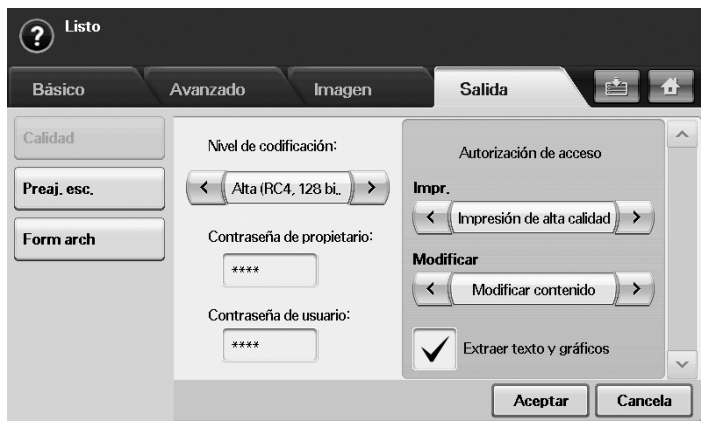 Listo
Básico
Avanzado
Imagen
Salida
Calidad
Preaj. esc.
Form arch
Nivel de codificación:
Alta (RC4, 128 bi..
Contraseña de propietario:
****
Contraseña de usuario:
****
Autorización de acceso
Impr.
Impresión de alta calidad
Modificar
Modificar contenido
Extraer texto y gráficos
Aceptar
Cancela